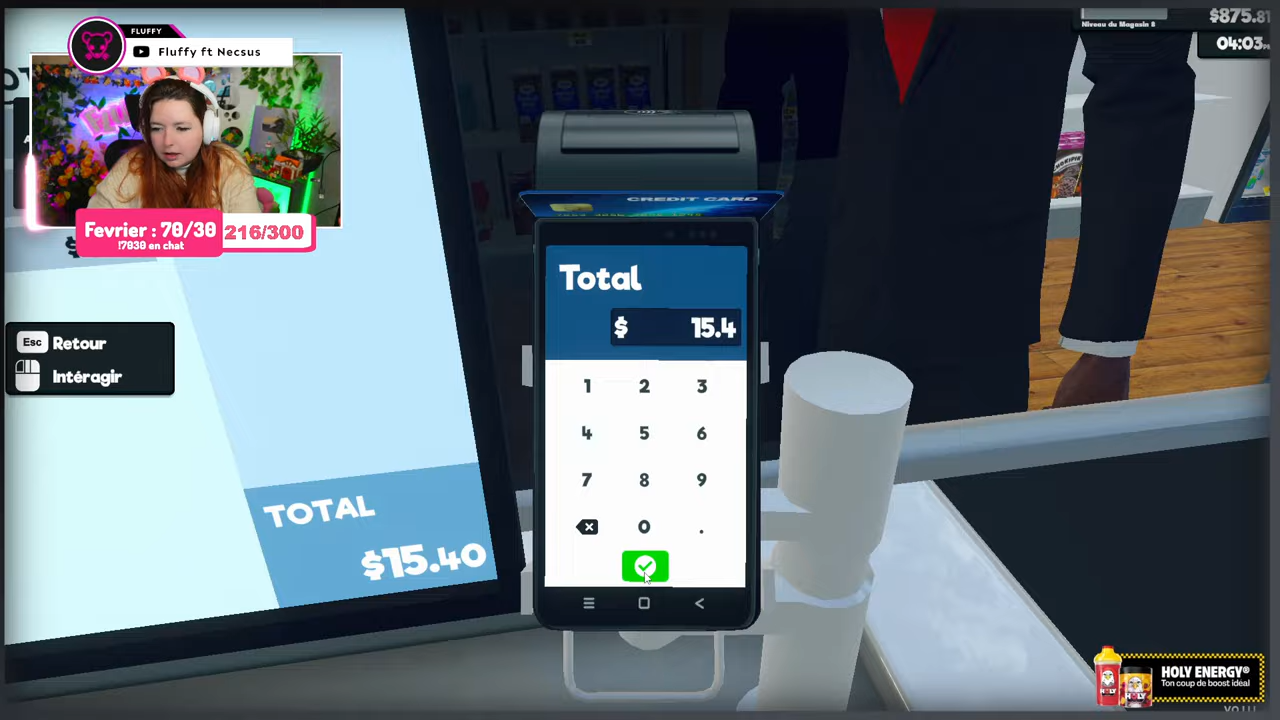 FLUFFY
Fluffy ft Necsus
Fevrier : 70/30
!7030 en chat
216/300
Esc Retour
Intéragir
TOTAL
$15.40
CREDIT CARD
Total
$ 15.4
1 2 3
4 5 6
7 8 9
0 .
$875.81
Niveau du Magasin 8
04:03
HOLY ENERGY®
Ton coup de boost idéal